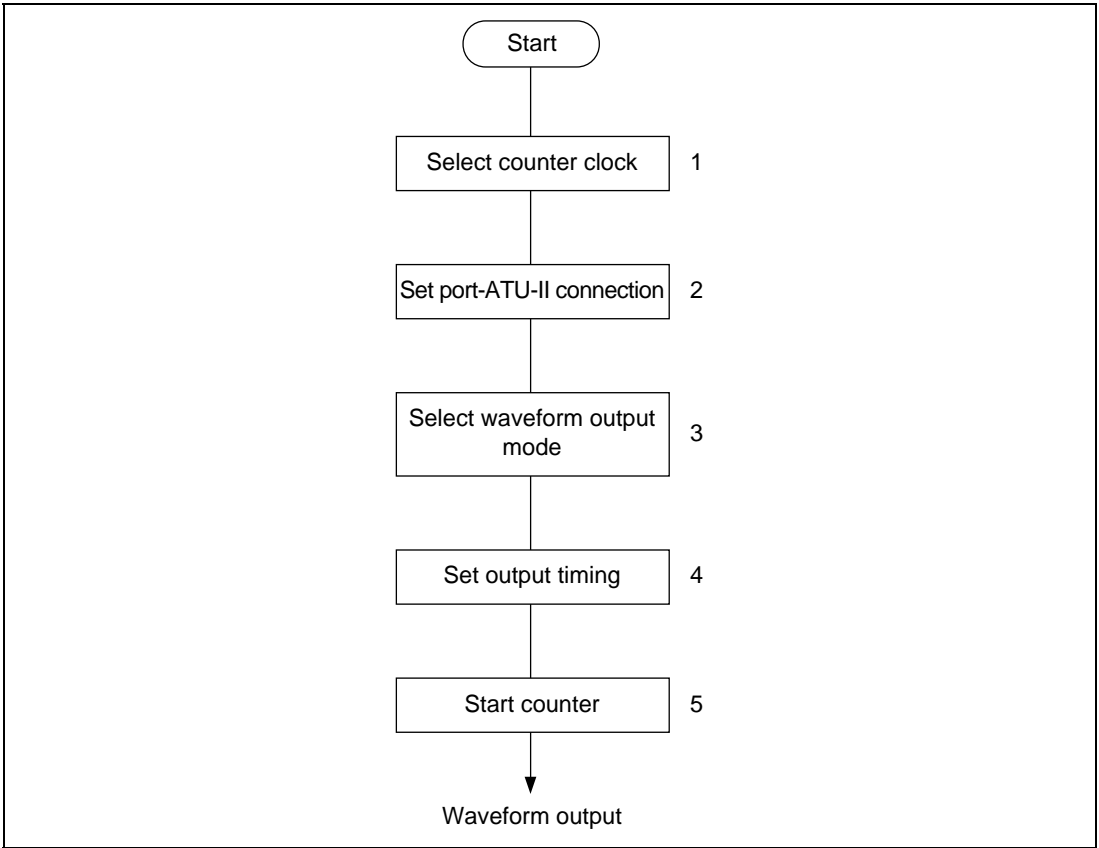 Start
Select counter clock 1
Set port-ATU-II connection 2
Select waveform output
mode
3
Set output timing 4
Start counter 5
Waveform output